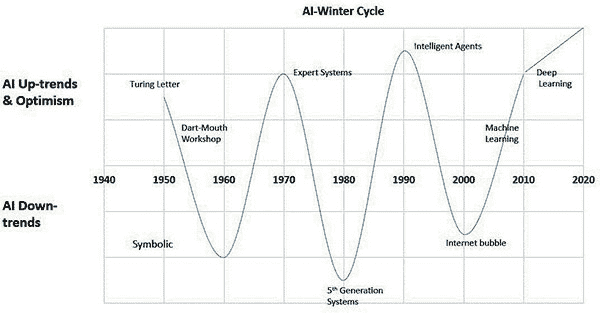 AI-Winter Cycle
AI Up-trends
& Optimism
Turing Letter
Dart-Mouth
Workshop
Expert Systems
Intelligent Agents
Machine
Learning
Deep
Learning
1940 1950 1960 1970 1980 1990 2000 2010 2020
AI Down-
trends
Symbolic
5th Generation
Systems
Internet bubble